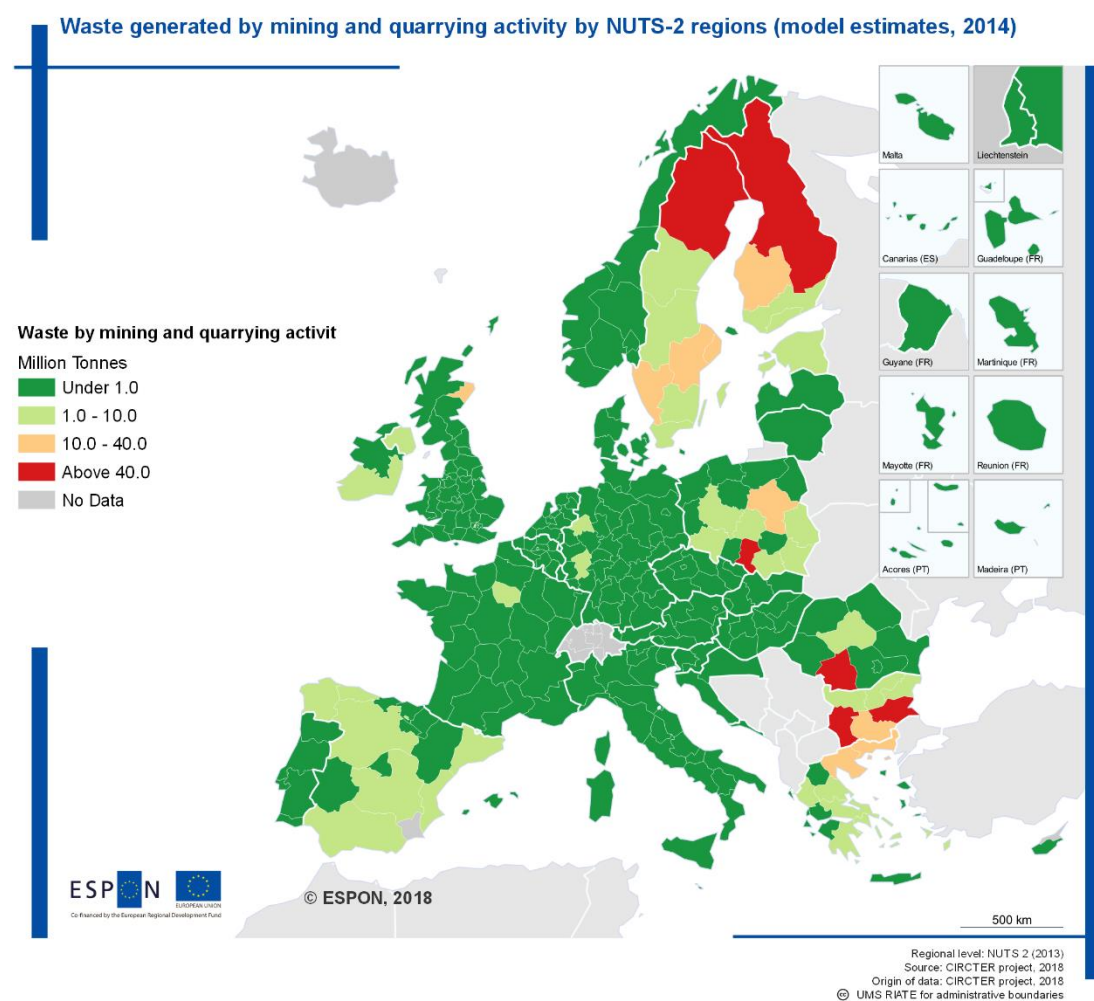 Waste generated by mining and quarrying activity by NUTS-2 regions (model estimates, 2014)
Malta
Liechtenstein
Canarias (ES)
Guadeloupe (FR)
Guyane (FR)
Martinique (FR)
Mayotte (FR)
Reunion (FR)
Acores (PT)
Madeira (PT)
Waste by mining and quarrying activit
Million Tonnes
Under 1.0
1.0 - 10.0
10.0 - 40.0
Above 40.0
No Data
ESPON
EUROPEAN UNION
Co-financed by the European Regional Development Fund
© ESPON, 2018
500 km
Regional level: NUTS 2 (2013)
Source: CIRCTER project, 2018
Origin of data: CIRCTER project, 2018
(cc) UMS RIATE for administrative boundaries